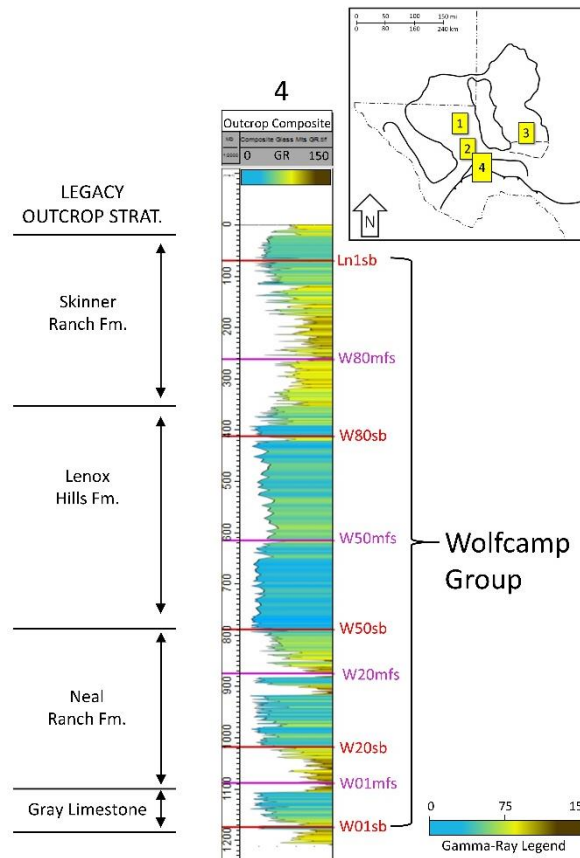 0 50 100 150 mi
0 80 160 240 km
1
2
3
4
N
4
Outcrop Composite
0 GR 150
LEGACY
OUTCROP STRAT.
Skinner
Ranch Fm.
Lenox
Hills Fm.
Neal
Ranch Fm.
Gray Limestone
0
100
200
300
400
500
600
700
800
900
1000
1100
1200
Ln1sb
W80mfs
W80sb
W50mfs
W50sb
W20mfs
W20sb
W01mfs
W01sb
Wolfcamp
Group
0 75 15
Gamma-Ray Legend